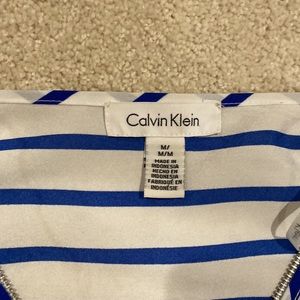 Calvin Klein
M/
M/M
MADE IN
INDONESIA
HECHO EN
INDONESIA
FABRIQUÉ EN
INDONÉSIE